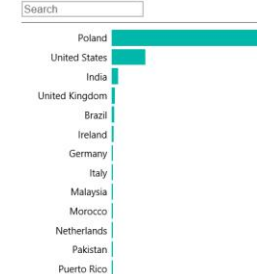 Search
Poland
United States
India
United Kingdom
Brazil
Ireland
Germany
Italy
Malaysia
Morocco
Netherlands
Pakistan
Puerto Rico